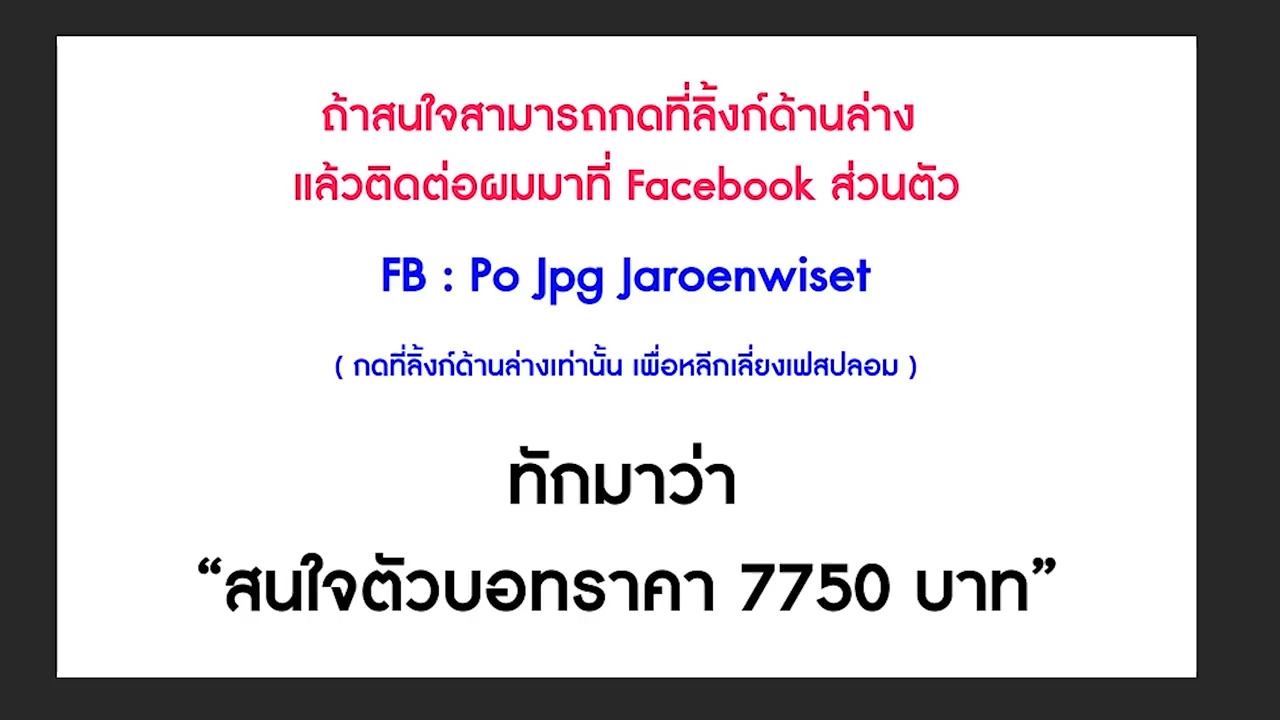 ถ้าสนใจสามารถกดที่ลิ้งก์ด้านล่าง
แล้วติดต่อผมมาที่ Facebook ส่วนตัว
FB : Po Jpg Jaroenwiset
( กดที่ลิ้งก์ด้านล่างเท่านั้น เพื่อหลีกเลี่ยงเฟสปลอม )
ทักมาว่า
“สนใจตัวบอทราคา 7750 บาท”